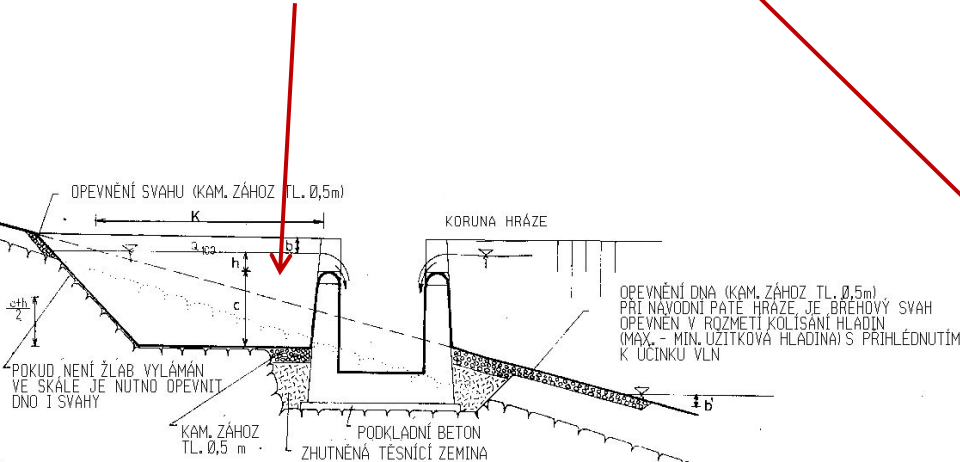 OPEVNĚNÍ SVAHU (KAM. ZÁHOZ TL. 0,5m)
K
KORUNA HRÁZE
b
h
c
c+h
2
OPEVNĚNÍ DNA (KAM. ZÁHOZ TL. 0,5m)
PŘI NÁVODNÍ PATĚ HRÁZE JE BŘEHOVÝ SVAH
OPEVNĚN V ROZMETÍ KOLÍSÁNÍ HLADIN
(MAX. - MIN. UŽITKOVÁ HLADINA) S PŘIHLÉDNUTÍM
K ÚČINKU VLN
POKUD NENÍ ŽLAB VYLÁMÁN
VE SKÁLE JE NUTNO OPEVNIT
DNO I SVAHY
b'
KAM. ZÁHOZ
TL. 0,5 m
PODKLADNÍ BETON
ZHUTNĚNÁ TĚSNÍCÍ ZEMINA